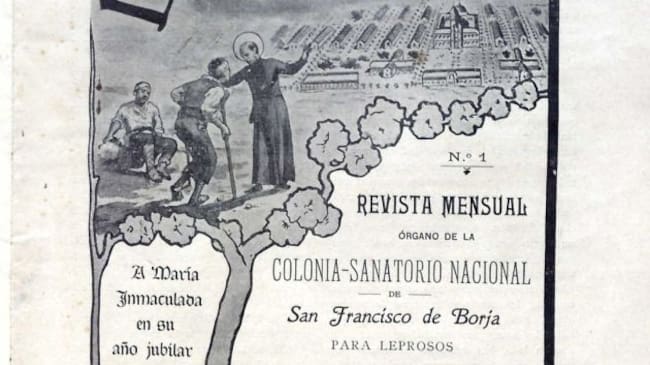 N.º 1
REVISTA MENSUAL
ÓRGANO DE LA
COLONIA-SANATORIO NACIONAL
DE
San Francisco de Borja
PARA LEPROSOS
A María
Inmaculada
en su
año jubilar